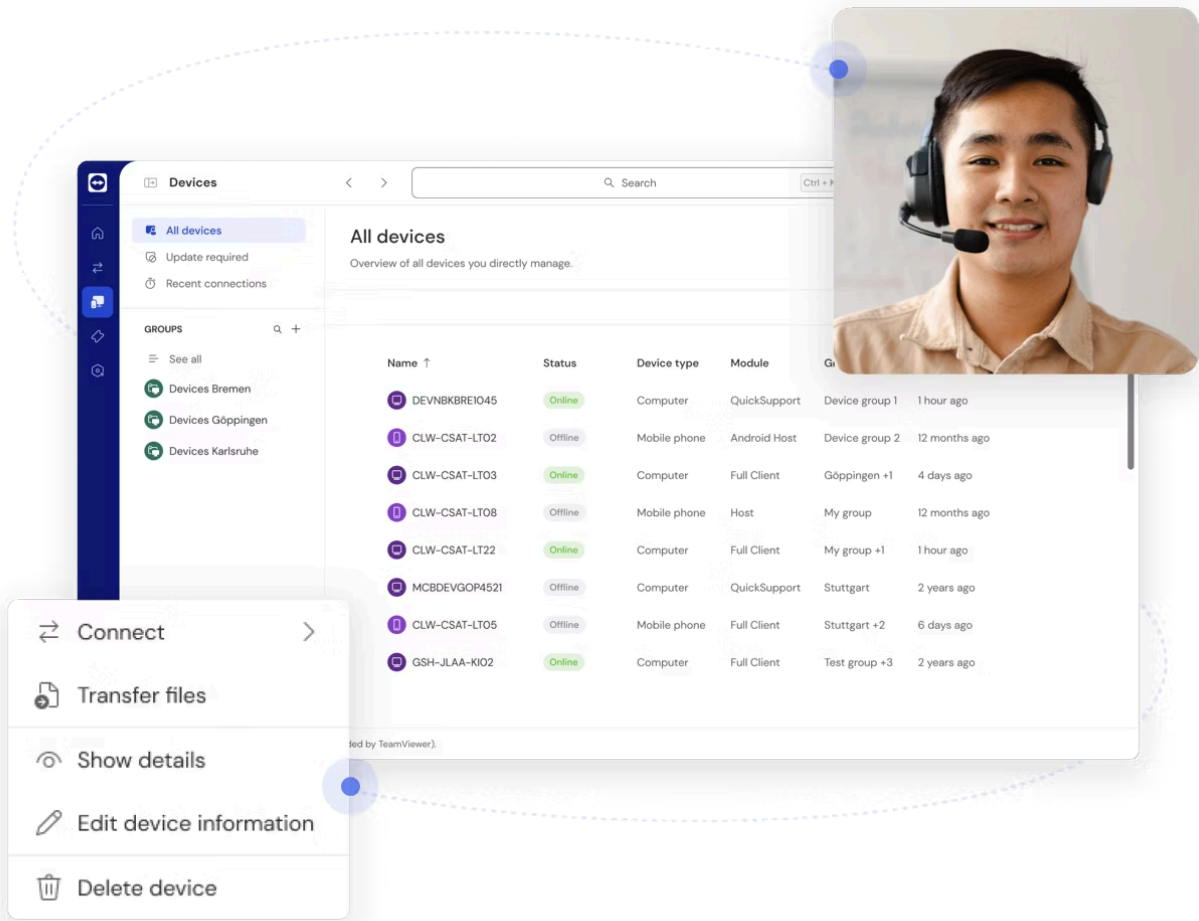 Devices
Search
Ctrl +
All devices
Update required
Recent connections
GROUPS
See all
Devices Bremen
Devices Göppingen
Devices Karlsruhe
All devices
Overview of all devices you directly manage.
Name ↑ Status Device type Module
DEVNBKBRE1045 Online Computer QuickSupport Device group 1 1 hour ago
CLW-CSAT-LT02 Offline Mobile phone Android Host Device group 2 12 months ago
CLW-CSAT-LT03 Online Computer Full Client Göppingen +1 4 days ago
CLW-CSAT-LT08 Offline Mobile phone Host My group 12 months ago
CLW-CSAT-LT22 Online Computer Full Client My group +1 1 hour ago
MCBDEVGOP4521 Offline Computer QuickSupport Stuttgart 2 years ago
CLW-CSAT-LT05 Offline Mobile phone Full Client Stuttgart +2 6 days ago
GSH-JLAA-KI02 Online Computer Full Client Test group +3 2 years ago
by TeamViewer).
Connect
Transfer files
Show details
Edit device information
Delete device